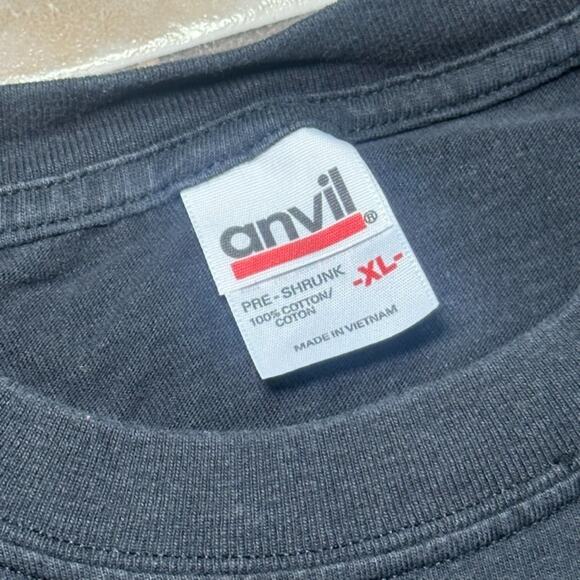 anvil®
PRE-SHRUNK -XL-
100% COTTON/
COTON
MADE IN VIETNAM